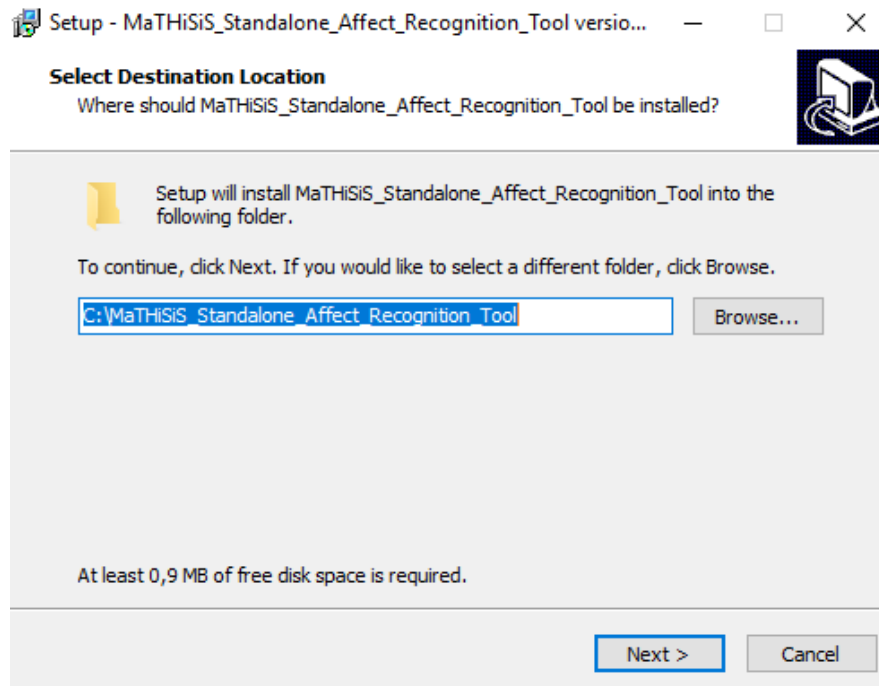 Setup - MaTHiSiS_Standalone_Affect_Recognition_Tool versio...
Select Destination Location
Where should MaTHiSiS_Standalone_Affect_Recognition_Tool be installed?
Setup will install MaTHiSiS_Standalone_Affect_Recognition_Tool into the
following folder.
To continue, click Next. If you would like to select a different folder, click Browse.
C:\MaTHiSiS_Standalone_Affect_Recognition_Tool
Browse...
At least 0,9 MB of free disk space is required.
Next >
Cancel